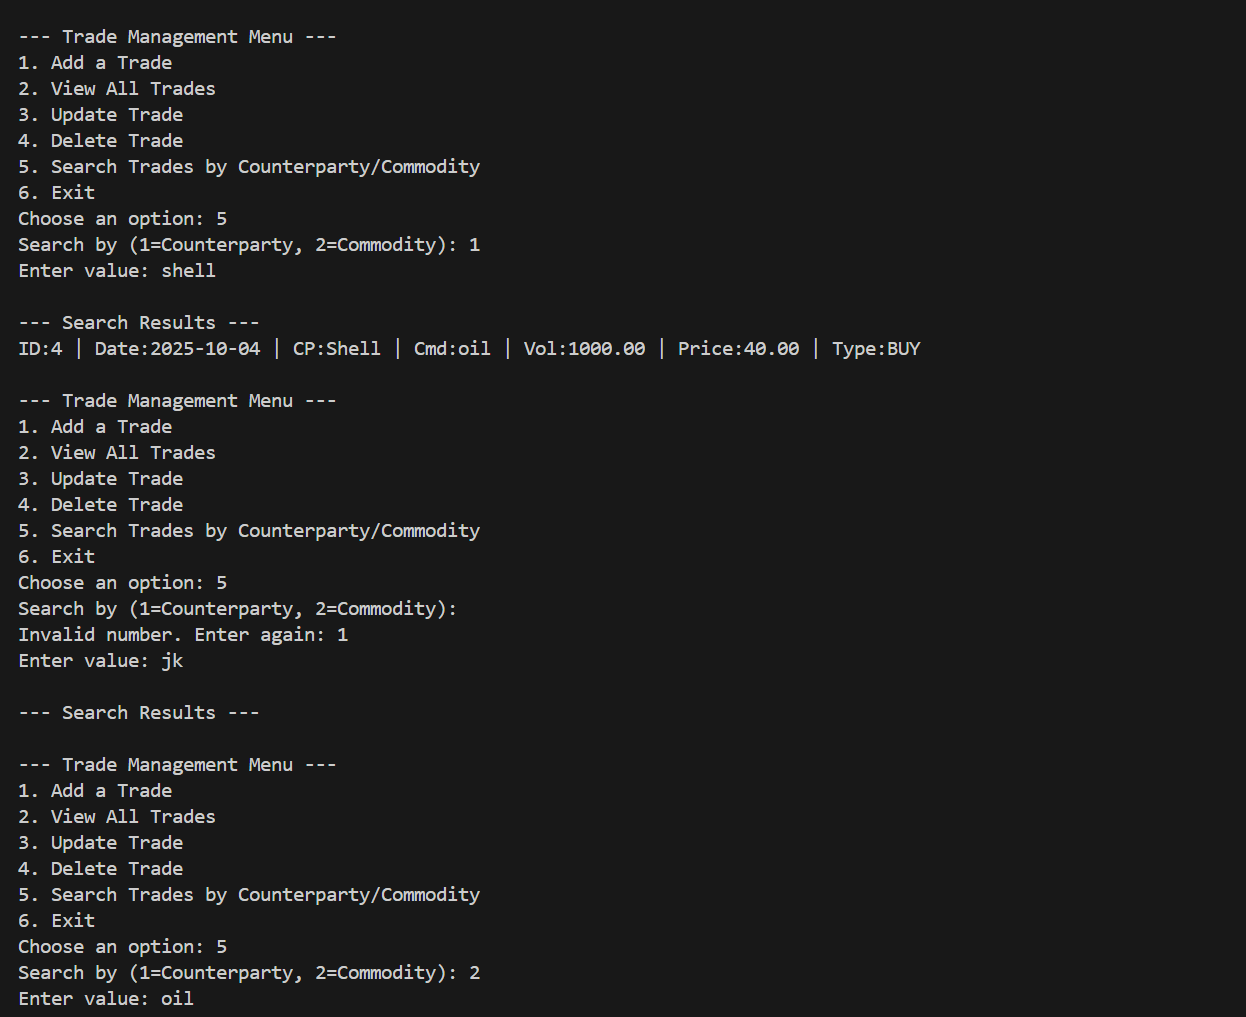 --- Trade Management Menu ---
1. Add a Trade
2. View All Trades
3. Update Trade
4. Delete Trade
5. Search Trades by Counterparty/Commodity
6. Exit
Choose an option: 5
Search by (1=Counterparty, 2=Commodity): 1
Enter value: shell
--- Search Results ---
ID:4 | Date:2025-10-04 | CP:Shell | Cmd:oil | Vol:1000.00 | Price:40.00 | Type:BUY
--- Trade Management Menu ---
1. Add a Trade
2. View All Trades
3. Update Trade
4. Delete Trade
5. Search Trades by Counterparty/Commodity
6. Exit
Choose an option: 5
Search by (1=Counterparty, 2=Commodity):
Invalid number. Enter again: 1
Enter value: jk
--- Search Results ---
--- Trade Management Menu ---
1. Add a Trade
2. View All Trades
3. Update Trade
4. Delete Trade
5. Search Trades by Counterparty/Commodity
6. Exit
Choose an option: 5
Search by (1=Counterparty, 2=Commodity): 2
Enter value: oil